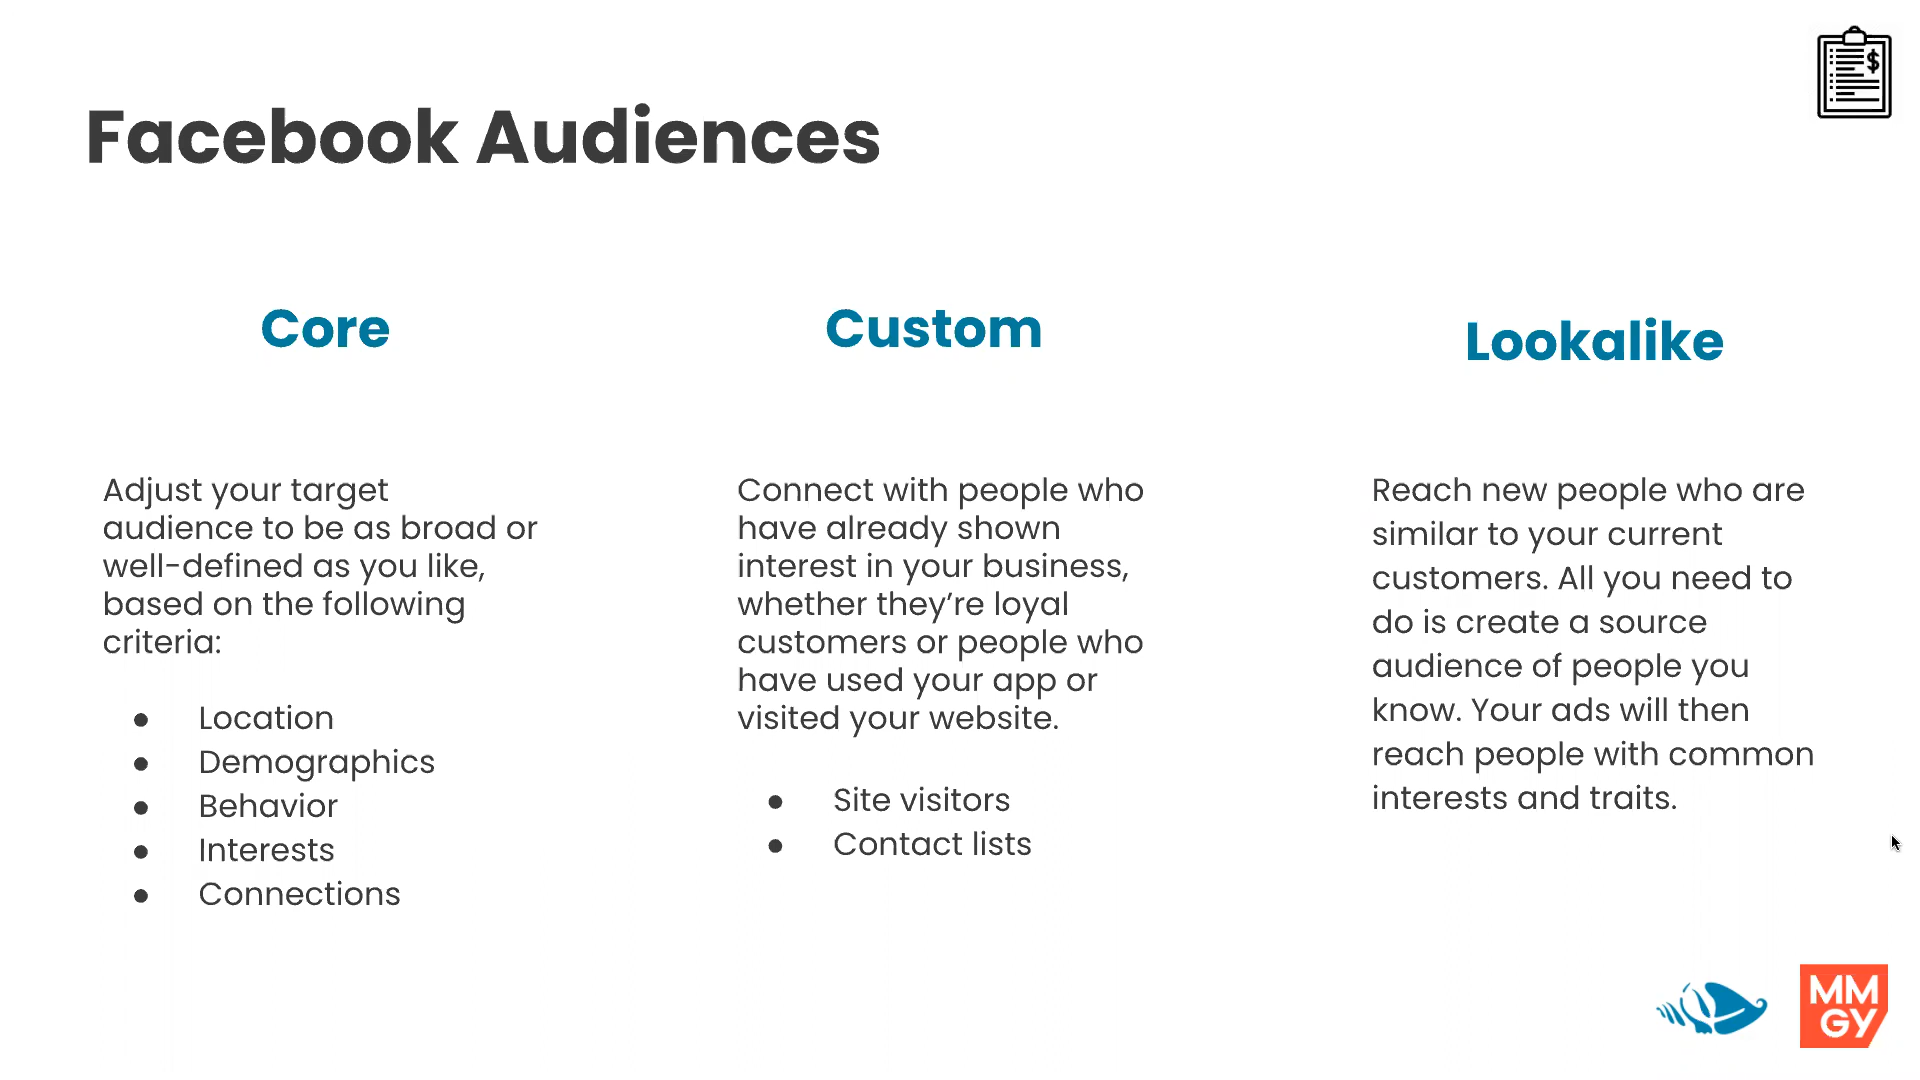 Facebook Audiences
Core
Adjust your target
audience to be as broad or
well-defined as you like,
based on the following
criteria:
● Location
● Demographics
● Behavior
● Interests
● Connections
Custom
Connect with people who
have already shown
interest in your business,
whether they’re loyal
customers or people who
have used your app or
visited your website.
● Site visitors
● Contact lists
Lookalike
Reach new people who are
similar to your current
customers. All you need to
do is create a source
audience of people you
know. Your ads will then
reach people with common
interests and traits.
$
MM
GY